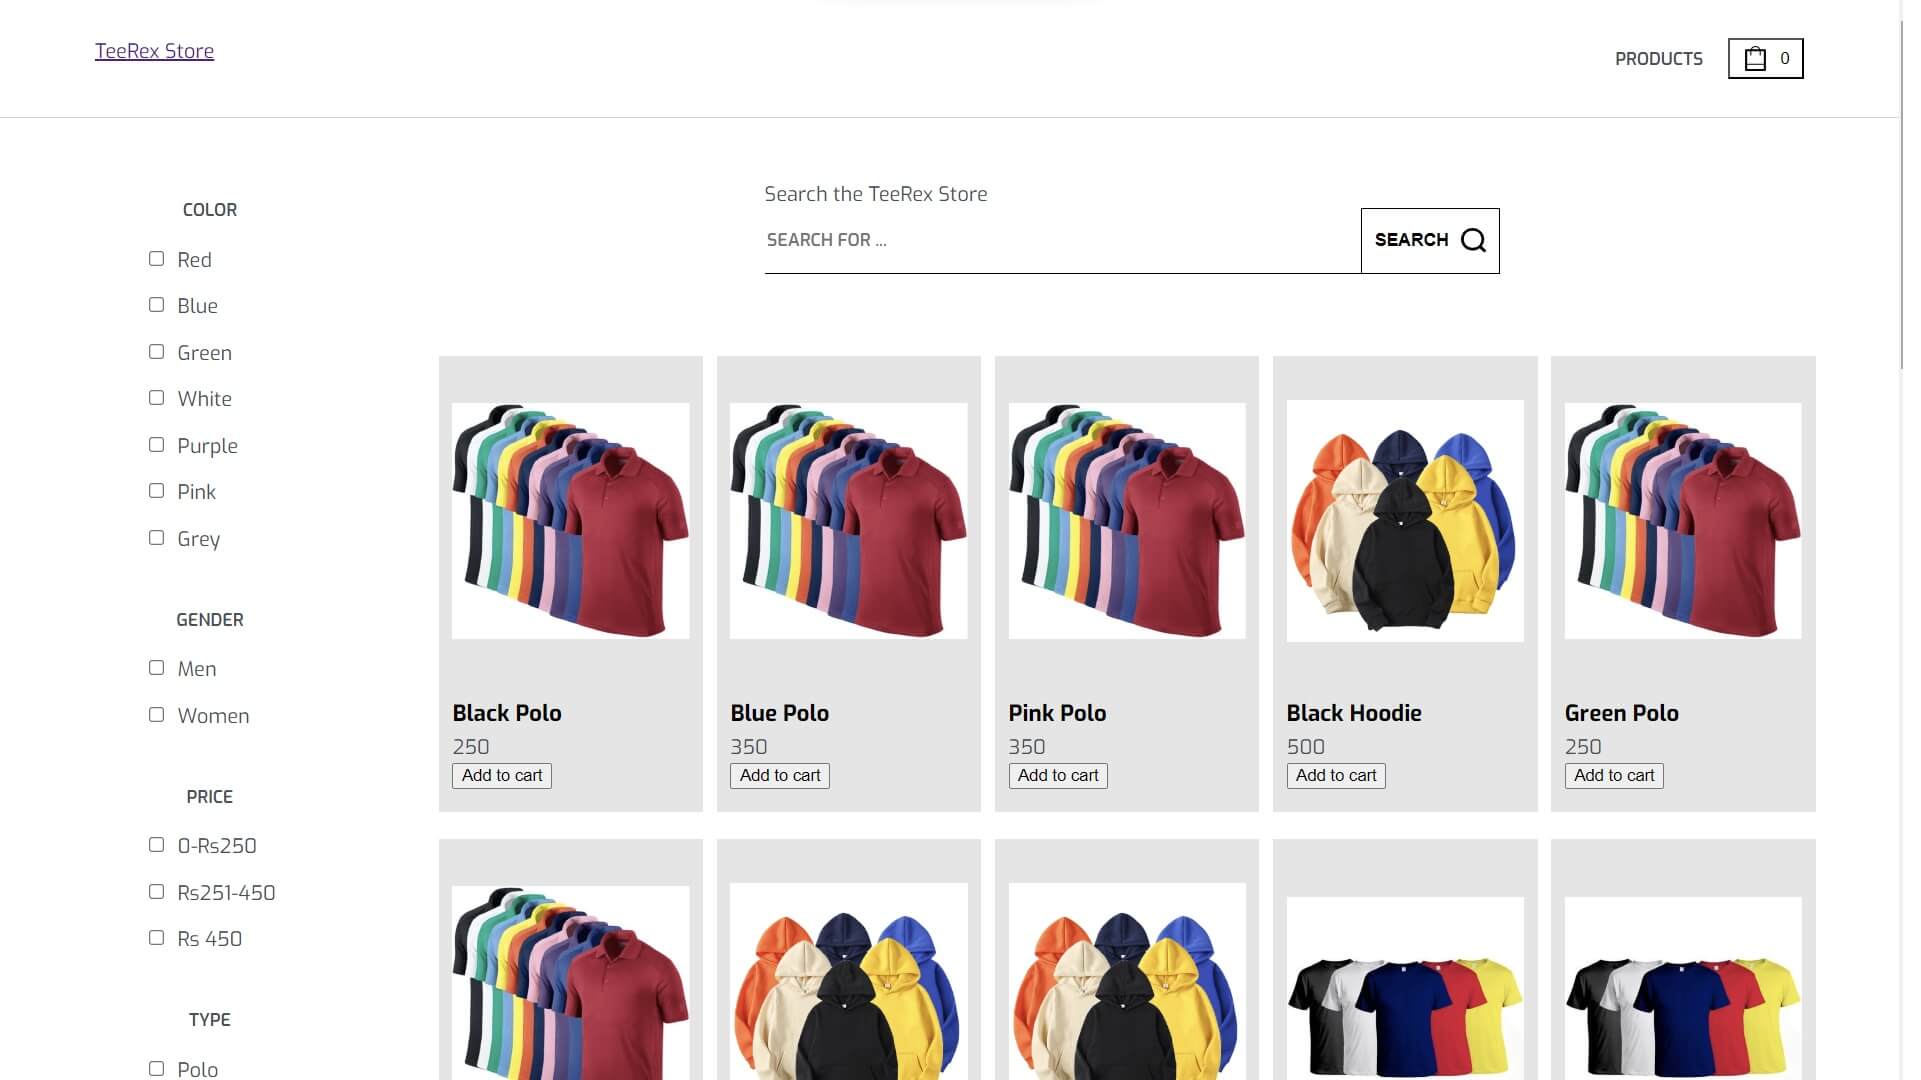 TeeRex Store
PRODUCTS
0
Search the TeeRex Store
SEARCH FOR ...
SEARCH
COLOR
Red
Blue
Green
White
Purple
Pink
Grey
GENDER
Men
Women
PRICE
0-Rs250
Rs251-450
Rs 450
TYPE
Polo
Black Polo
250
Add to cart
Blue Polo
350
Add to cart
Pink Polo
350
Add to cart
Black Hoodie
500
Add to cart
Green Polo
250
Add to cart